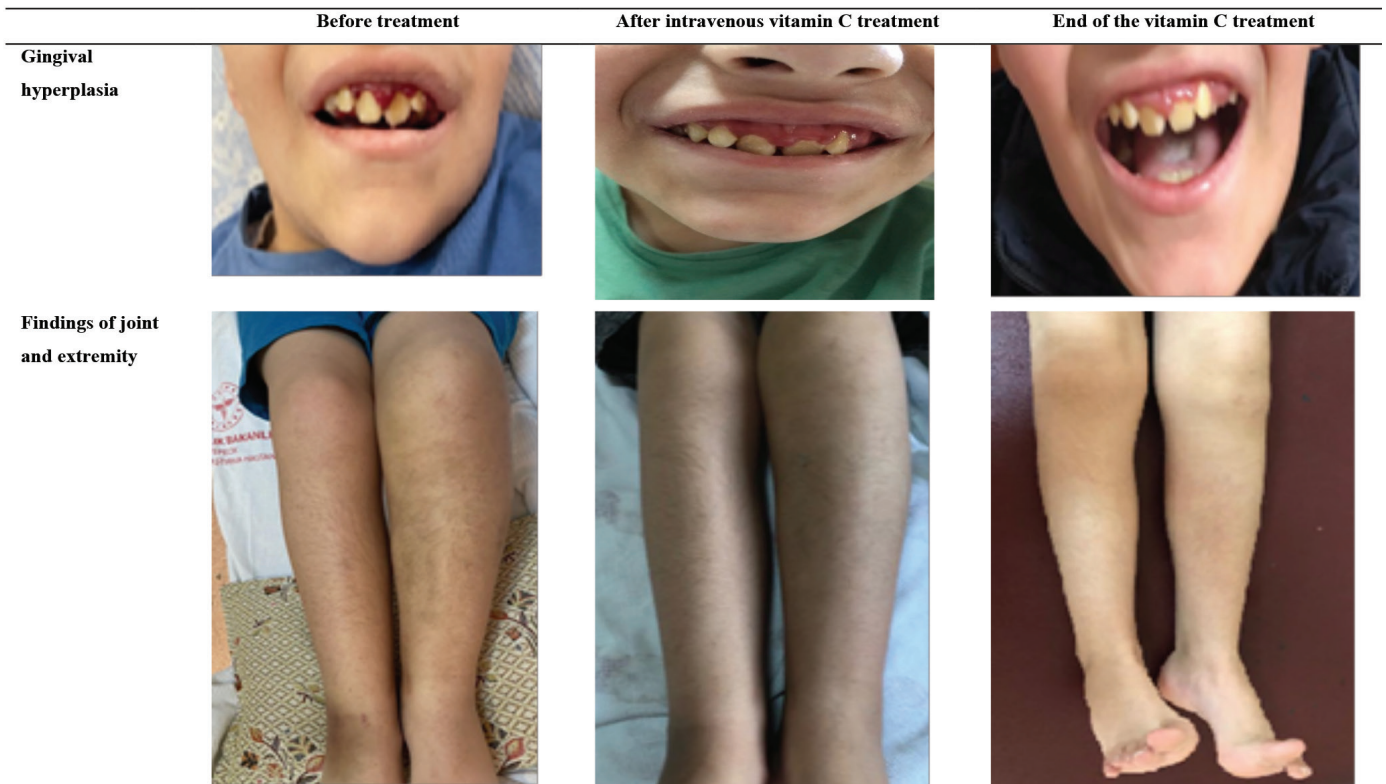 Before treatment
After intravenous vitamin C treatment
End of the vitamin C treatment
Gingival
hyperplasia
Findings of joint
and extremity